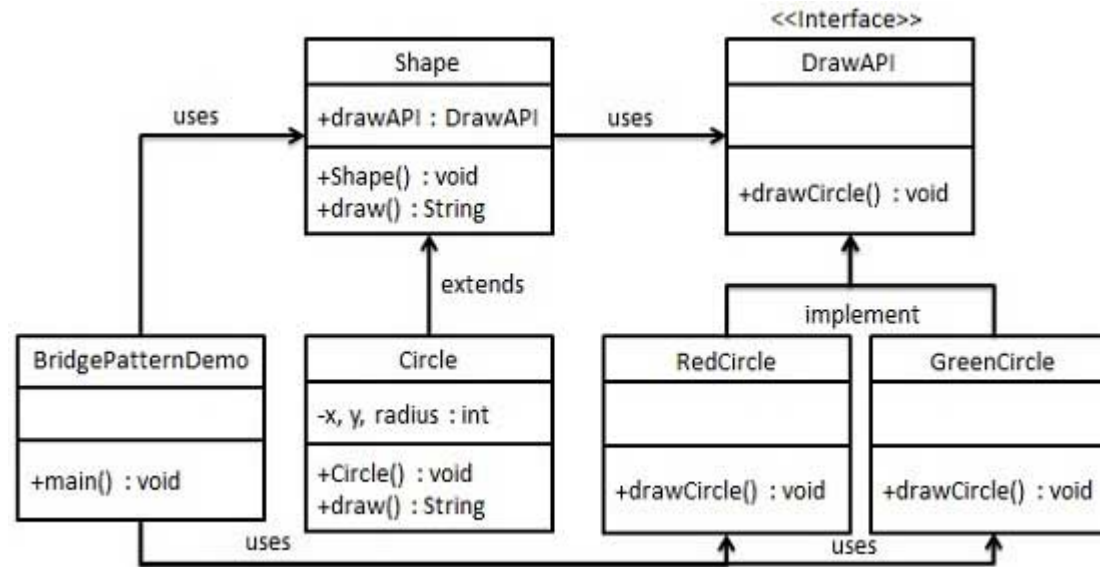 <<Interface>>
Shape
DrawAPI
uses
+drawAPI : DrawAPI
uses
+Shape() : void
+draw() : String
+drawCircle() : void
extends
implement
BridgePatternDemo
Circle
RedCircle
GreenCircle
-x, y, radius : int
+main() : void
+Circle() : void
+draw() : String
+drawCircle() : void
+drawCircle() : void
uses
uses